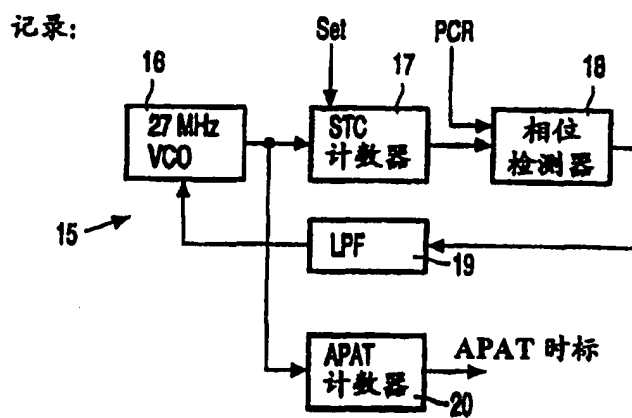 记录:
Set
PCR
16
17
18
27 MHz
VCO
STC
计数器
相位
检测器
15
LPF
19
APAT
计数器
APAT 时标
20